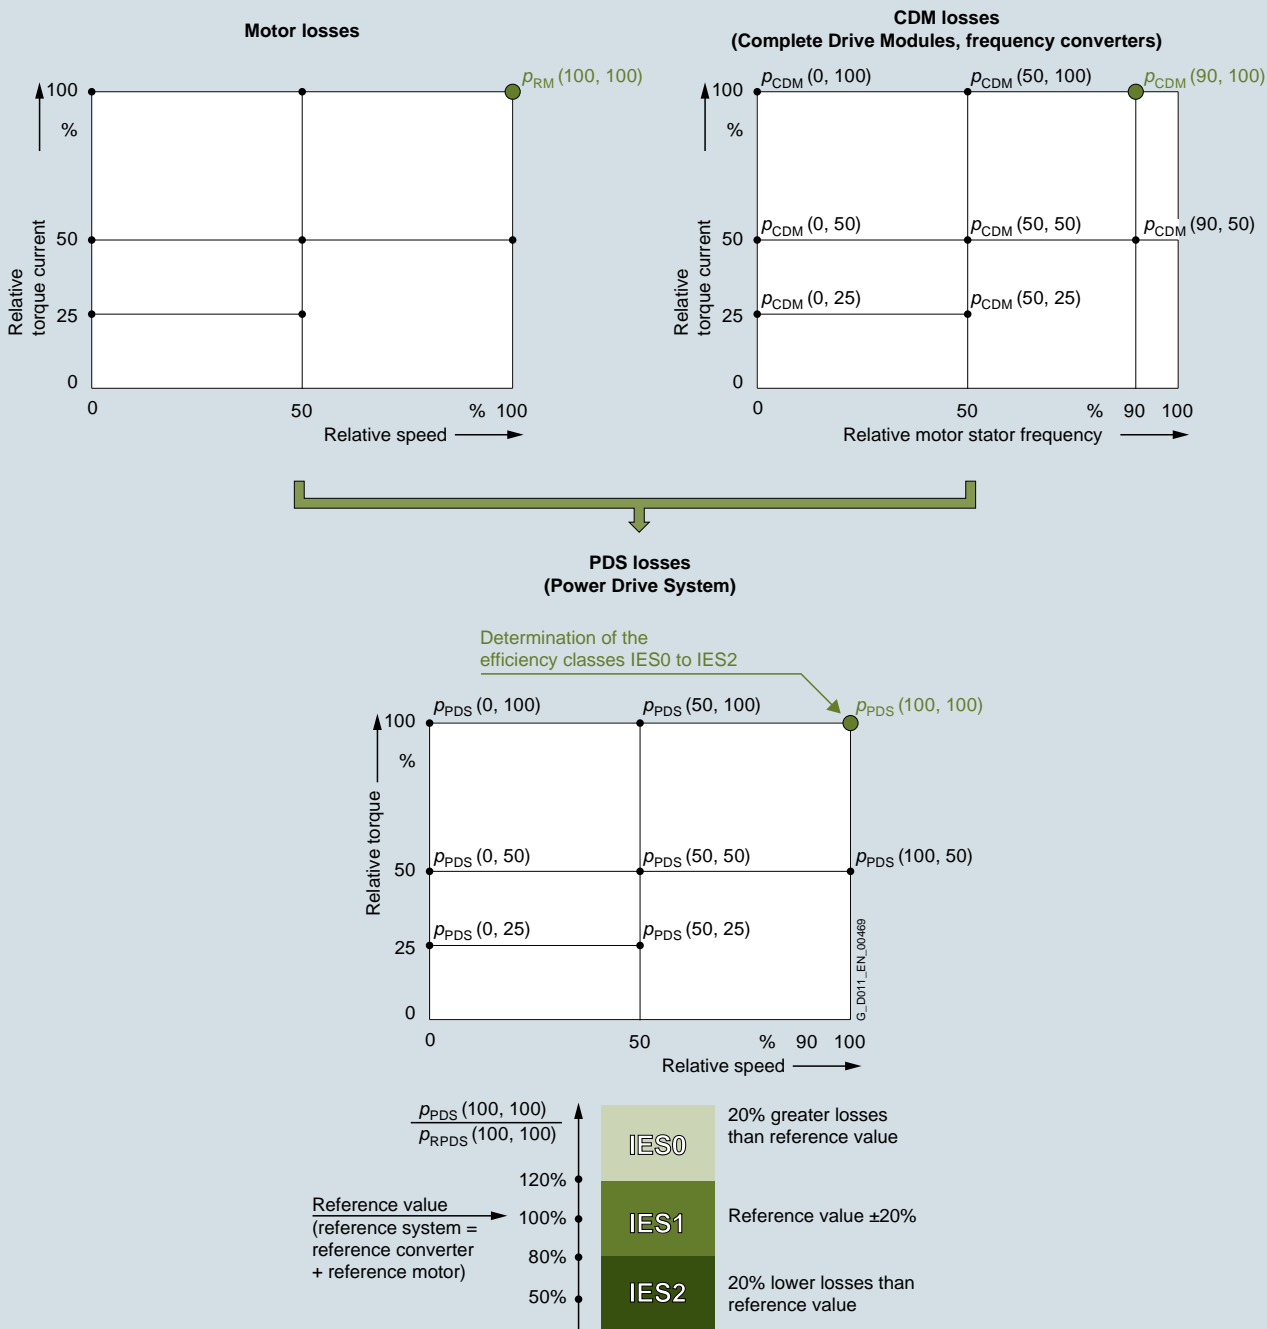 Motor losses
CDM losses
(Complete Drive Modules, frequency converters)
pRM (100, 100)
100
%
50
25
0
Relative
torque current
0
50
% 100
Relative speed
pCDM (0, 100)
pCDM (50, 100)
pCDM (90, 100)
100
%
pCDM (0, 50)
pCDM (50, 50)
pCDM (90, 50)
50
pCDM (0, 25)
pCDM (50, 25)
25
0
Relative
torque current
0
50
% 90 100
Relative motor stator frequency
PDS losses
(Power Drive System)
Determination of the
efficiency classes IES0 to IES2
pPDS (0, 100)
pPDS (50, 100)
pPDS (100, 100)
100
%
pPDS (0, 50)
pPDS (50, 50)
pPDS (100, 50)
50
pPDS (0, 25)
pPDS (50, 25)
25
0
Relative torque
G_D011_EN_00469
0
50
% 90 100
Relative speed
pPDS (100, 100)
pRPDS (100, 100)
IES0
20% greater losses
than reference value
120%
Reference value
(reference system =
reference converter
+ reference motor)
100%
IES1
Reference value ±20%
80%
IES2
20% lower losses than
reference value
50%